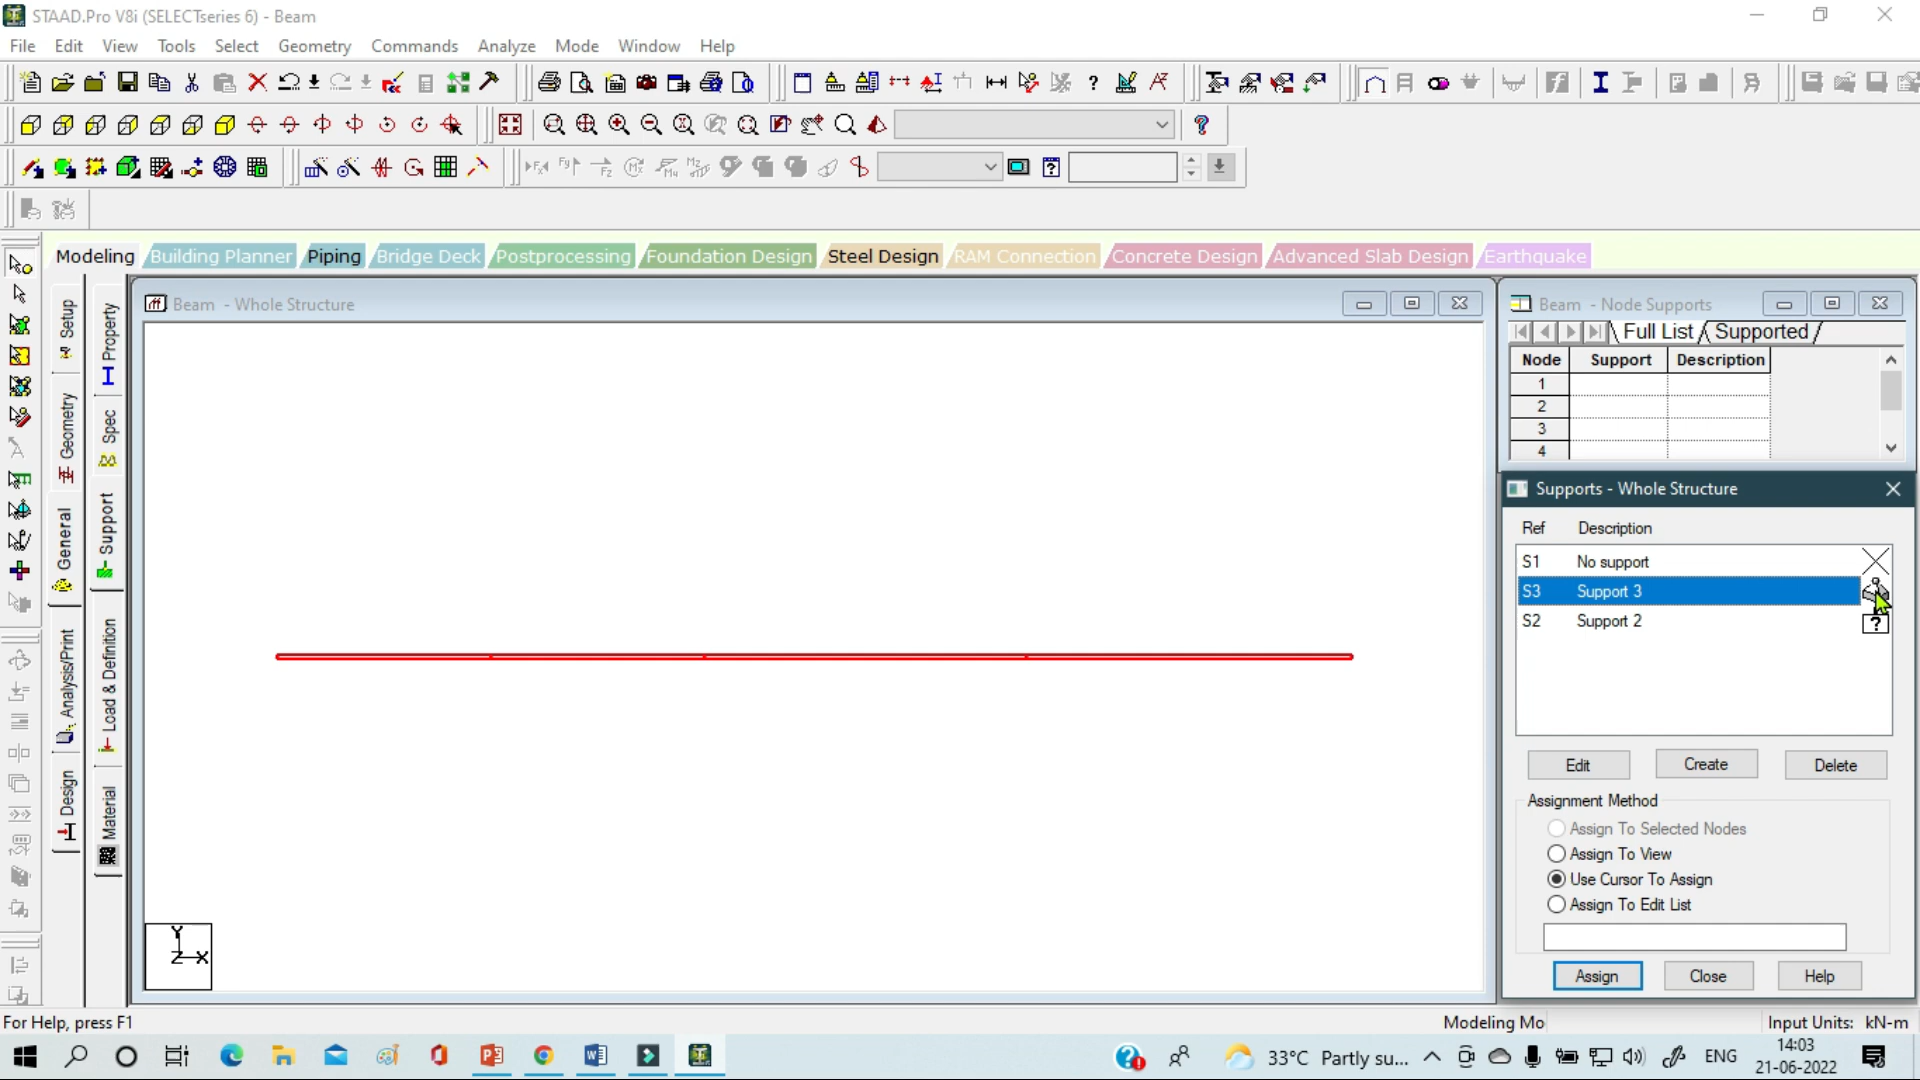 STAAD.Pro V8i (SELECTseries 6) - Beam
File Edit View Tools Select Geometry Commands Analyze Mode Window Help
Modeling Building Planner Piping Bridge Deck Postprocessing Foundation Design Steel Design RAM Connection Concrete Design Advanced Slab Design Earthquake
Setup
Geometry
General
Analysis/Print
Design
Property
Spec
Support
Load & Definition
Material
Beam - Whole Structure
Y
Z X
Beam - Node Supports
Full List Supported
Node Support Description
1
2
3
4
Supports - Whole Structure
Ref Description
S1 No support
S3 Support 3
S2 Support 2
?
Edit Create Delete
Assignment Method
Assign To Selected Nodes
Assign To View
Use Cursor To Assign
Assign To Edit List
Assign Close Help
For Help, press F1
Modeling Mo
Input Units: kN-m
33°C Partly su...
ENG
14:03
21-06-2022